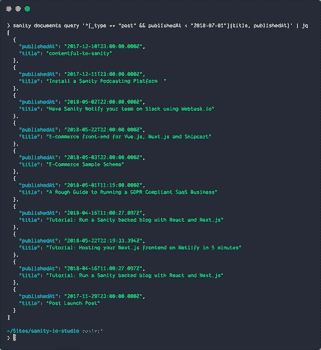 > sanity documents query '*[_type == "post" && publishedAt < "2018-07-01"]{title, publishedAt}' | jq
[
{
"publishedAt": "2017-12-10T23:00:00.000Z",
"title": "contentful-to-sanity"
},
{
"publishedAt": "2017-12-11T23:00:00.000Z",
"title": "Install a Sanity Podcasting Platform  "
},
{
"publishedAt": "2018-05-02T22:00:00.000Z",
"title": "Have Sanity Notify your team on Slack using Webtask.io"
},
{
"publishedAt": "2018-05-22T22:00:00.000Z",
"title": "E-commerce front-end for Vue.js, Nuxt.js and Snipcart"
},
{
"publishedAt": "2018-05-03T22:00:00.000Z",
"title": "E-Commerce Sample Schema"
},
{
"publishedAt": "2018-05-01T11:15:00.000Z",
"title": "A Rough Guide to Running a GDPR Compliant SaaS Business"
},
{
"publishedAt": "2018-04-16T11:00:27.097Z",
"title": "Tutorial: Run a Sanity backed blog with React and Next.js"
},
{
"publishedAt": "2018-05-22T22:19:33.394Z",
"title": "Tutorial: Hosting your Next.js frontend on Netlify in 5 minutes"
},
{
"publishedAt": "2018-04-16T11:00:27.097Z",
"title": "Tutorial: Run a Sanity backed blog with React and Next.js"
},
{
"publishedAt": "2017-11-29T23:00:00.000Z",
"title": "Post Launch Post"
}
]
~/Sites/sanity-io-studio master*
>